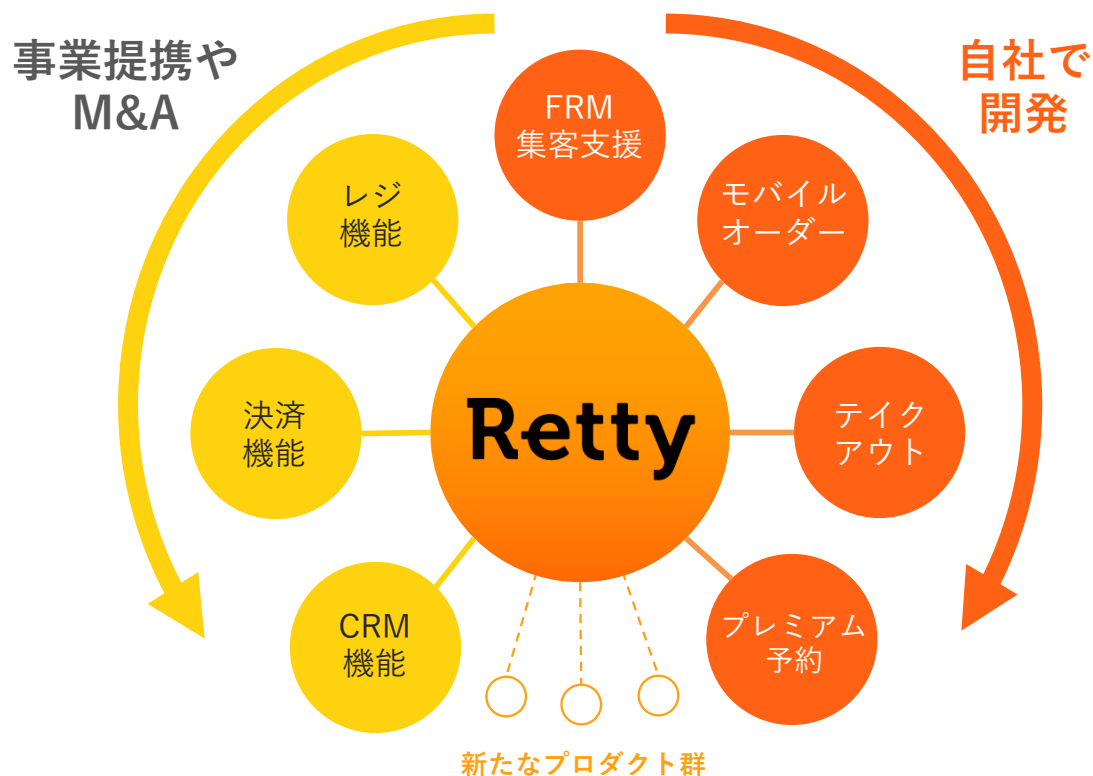 事業提携や
M&A
自社で
開発
FRM
集客支援
レジ
機能
モバイル
オーダー
決済
機能
Retty
テイク
アウト
CRM
機能
プレミアム
予約
新たなプロダクト群